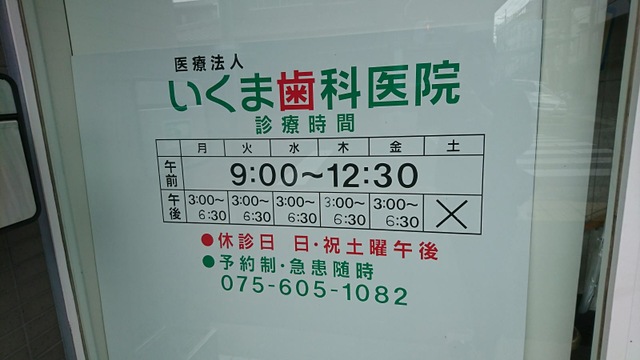 医療法人
いくま歯科医院
診療時間
月 火 水 木 金 土
午前 9:00～12:30
午後 3:00～6:30 3:00～6:30 3:00～6:30 3:00～6:30 3:00～6:30 ×
●休診日 日・祝土曜午後
●予約制・急患随時
075-605-1082